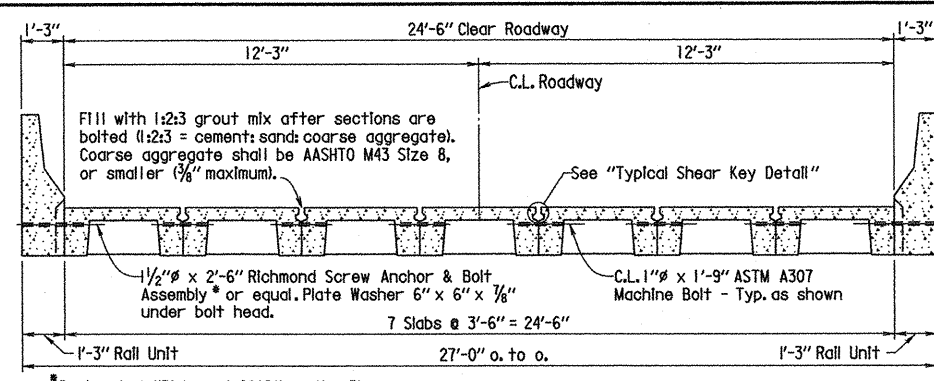 1'-3"
24'-6" Clear Roadway
1'-3"
12'-3"
12'-3"
C.L. Roadway
Fill with 1:2:3 grout mix after sections are
bolted (1:2:3 = cement: sand: coarse aggregate).
Coarse aggregate shall be AASHTO M43 Size 8,
or smaller (3/8" maximum).
See "Typical Shear Key Detail"
1 1/2"ø x 2'-6" Richmond Screw Anchor & Bolt
Assembly * or equal. Plate Washer 6" x 6" x 7/8"
under bolt head.
C.L. 1"ø x 1'-9" ASTM A307
Machine Bolt - Typ. as shown
7 Slabs @ 3'-6" = 24'-6"
1'-3" Rail Unit
27'-0" o. to o.
1'-3" Rail Unit